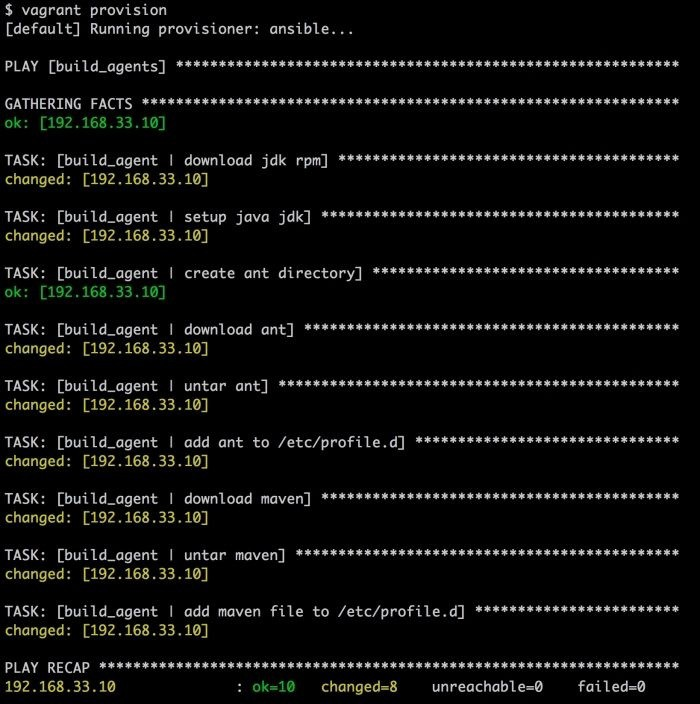 $ vagrant provision
[default] Running provisioner: ansible...
PLAY [build_agents] ***********************************************************
GATHERING FACTS ***************************************************************
ok: [192.168.33.10]
TASK: [build_agent | download jdk rpm] ****************************************
changed: [192.168.33.10]
TASK: [build_agent | setup java jdk] ******************************************
changed: [192.168.33.10]
TASK: [build_agent | create ant directory] ************************************
ok: [192.168.33.10]
TASK: [build_agent | download ant] ********************************************
changed: [192.168.33.10]
TASK: [build_agent | untar ant] ***********************************************
changed: [192.168.33.10]
TASK: [build_agent | add ant to /etc/profile.d] *******************************
changed: [192.168.33.10]
TASK: [build_agent | download maven] ******************************************
changed: [192.168.33.10]
TASK: [build_agent | untar maven] *********************************************
changed: [192.168.33.10]
TASK: [build_agent | add maven file to /etc/profile.d] ************************
changed: [192.168.33.10]
PLAY RECAP ********************************************************************
192.168.33.10              : ok=10   changed=8    unreachable=0    failed=0